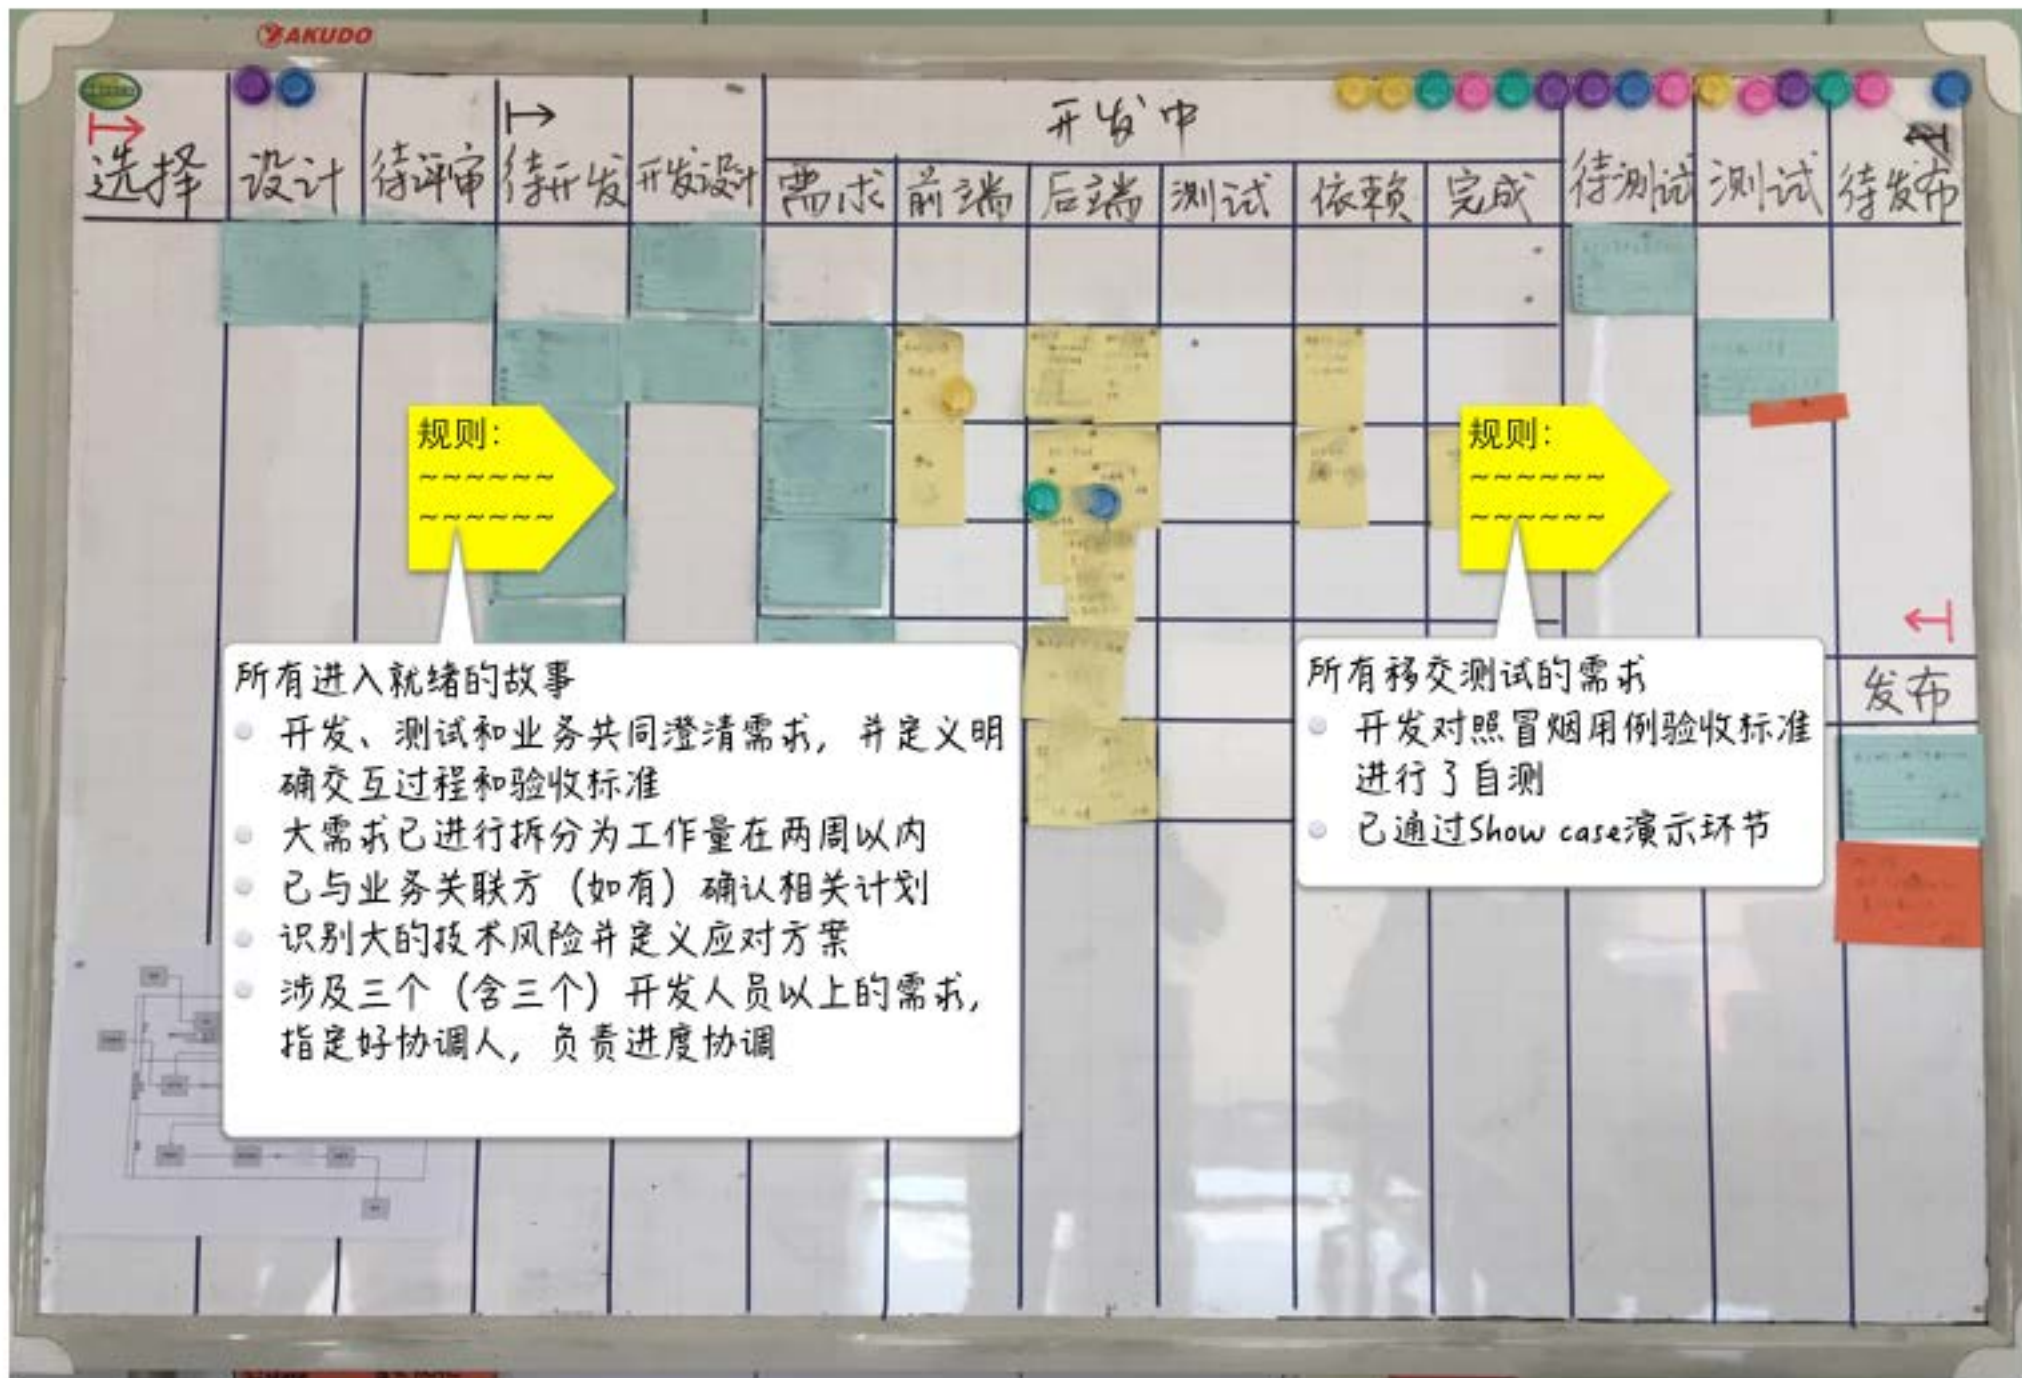 YAKUDO
开发中
选择 设计 待评审 待开发 开发设计 需求 前端 后端 测试 依赖 完成 待测试 测试 待发布
规则：
~~~~~~
~~~~~~
规则：
~~~~~~
~~~~~~
所有进入就绪的故事
开发、测试和业务共同澄清需求，并定义明
确交互过程和验收标准
大需求已进行拆分为工作量在两周以内
已与业务关联方（如有）确认相关计划
识别大的技术风险并定义应对方案
涉及三个（含三个）开发人员以上的需求，
指定好协调人，负责进度协调
所有移交测试的需求
开发对照冒烟用例验收标准
进行了自测
已通过Show case演示环节
发布